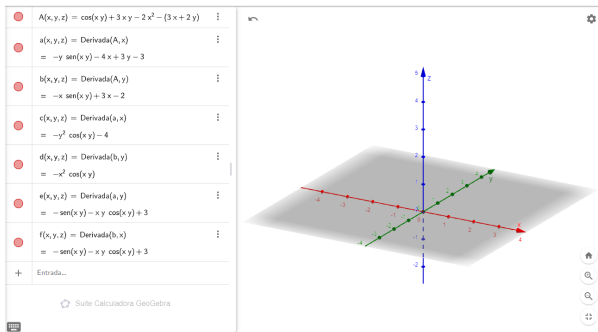 A(x,y,z) = cos(x y) + 3 x y − 2 x² − (3 x + 2 y)
a(x,y,z) = Derivada(A,x)
= −y sen(x y) − 4 x + 3 y − 3
b(x,y,z) = Derivada(A,y)
= −x sen(x y) + 3 x − 2
c(x,y,z) = Derivada(a,x)
= −y² cos(x y) − 4
d(x,y,z) = Derivada(b,y)
= −x² cos(x y)
e(x,y,z) = Derivada(a,y)
= − sen(x y) − x y cos(x y) + 3
f(x,y,z) = Derivada(b,x)
= − sen(x y) − x y cos(x y) + 3
+ Entrada...
Suite Calculadora GeoGebra
5
z
4
3
2
1
-1
-2
-4
-3
-2
-1
0
1
2
3
4
x
y